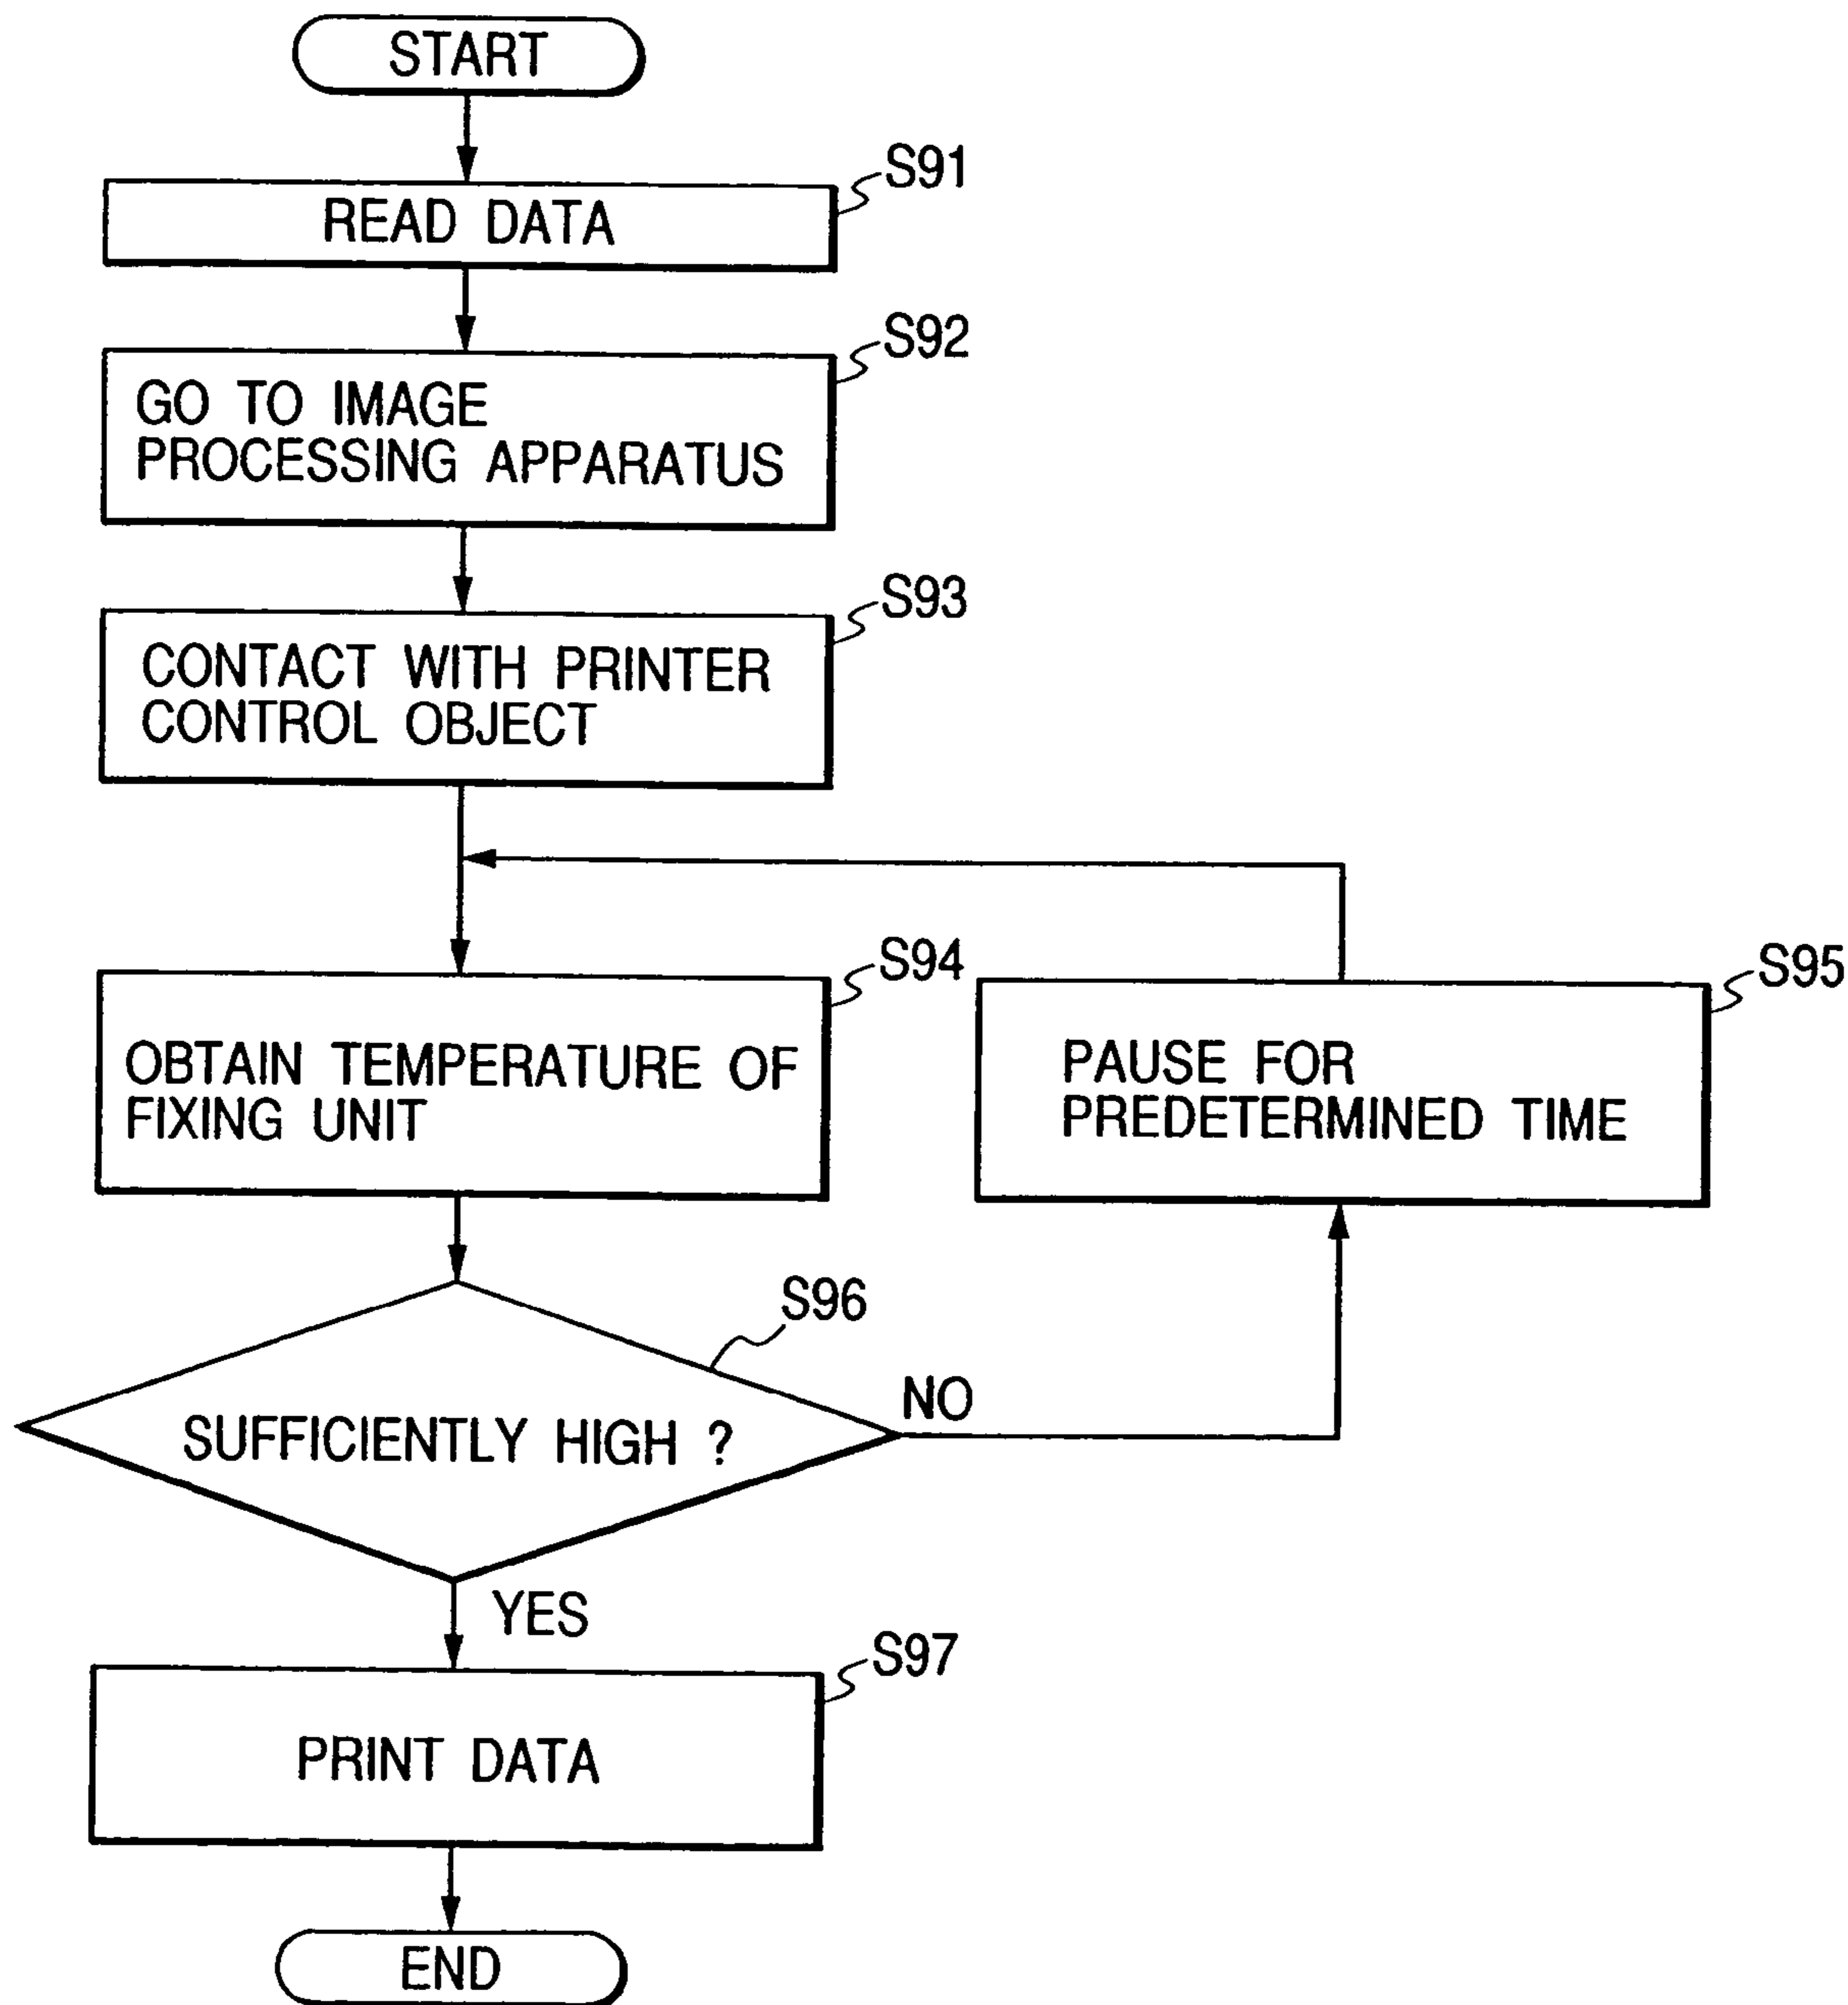 START
S91
READ DATA
S92
GO TO IMAGE
PROCESSING APPARATUS
S93
CONTACT WITH PRINTER
CONTROL OBJECT
S94
OBTAIN TEMPERATURE OF
FIXING UNIT
S95
PAUSE FOR
PREDETERMINED TIME
S96
SUFFICIENTLY HIGH ?
NO
YES
S97
PRINT DATA
END